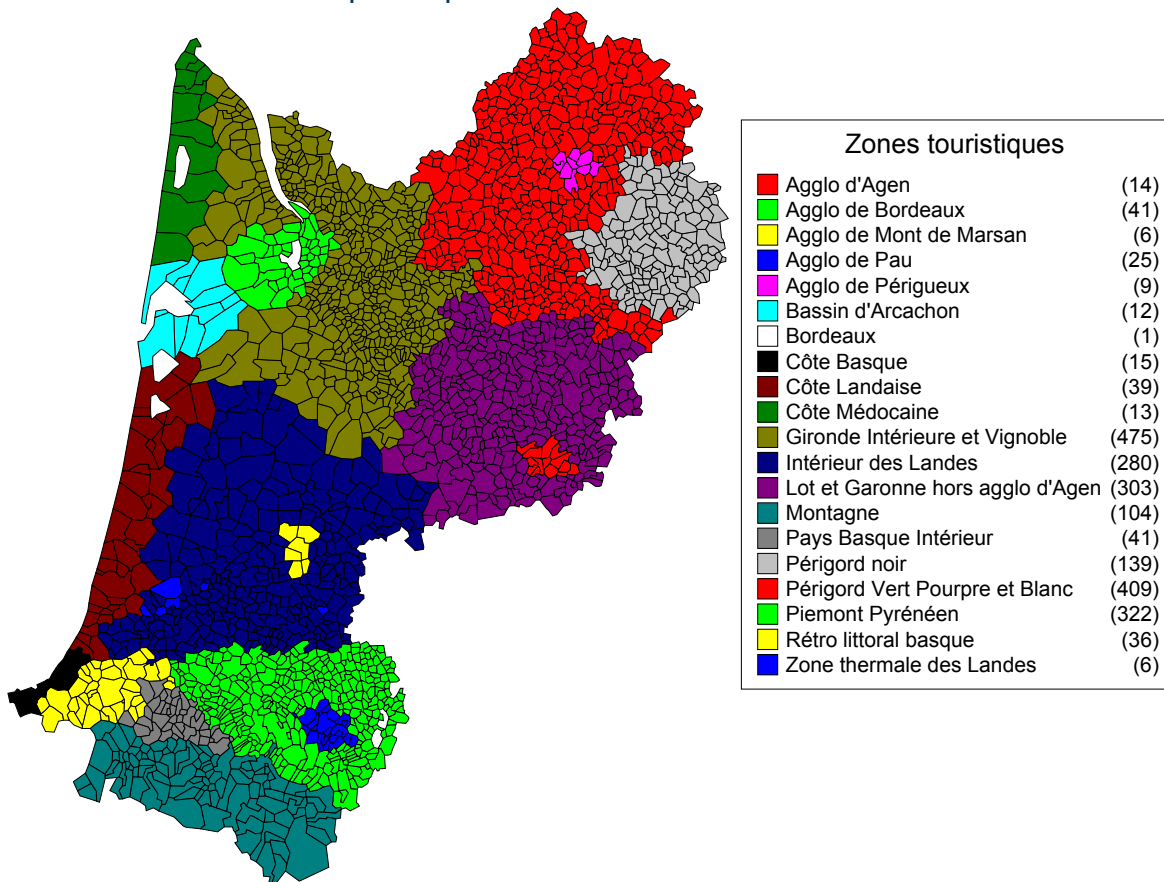 Zones touristiques
Agglo d'Agen (14)
Agglo de Bordeaux (41)
Agglo de Mont de Marsan (6)
Agglo de Pau (25)
Agglo de Périgueux (9)
Bassin d'Arcachon (12)
Bordeaux (1)
Côte Basque (15)
Côte Landaise (39)
Côte Médocaine (13)
Gironde Intérieure et Vignoble (475)
Intérieur des Landes (280)
Lot et Garonne hors agglo d'Agen (303)
Montagne (104)
Pays Basque Intérieur (41)
Périgord noir (139)
Périgord Vert Pourpre et Blanc (409)
Piemont Pyrénéen (322)
Rétro littoral basque (36)
Zone thermale des Landes (6)